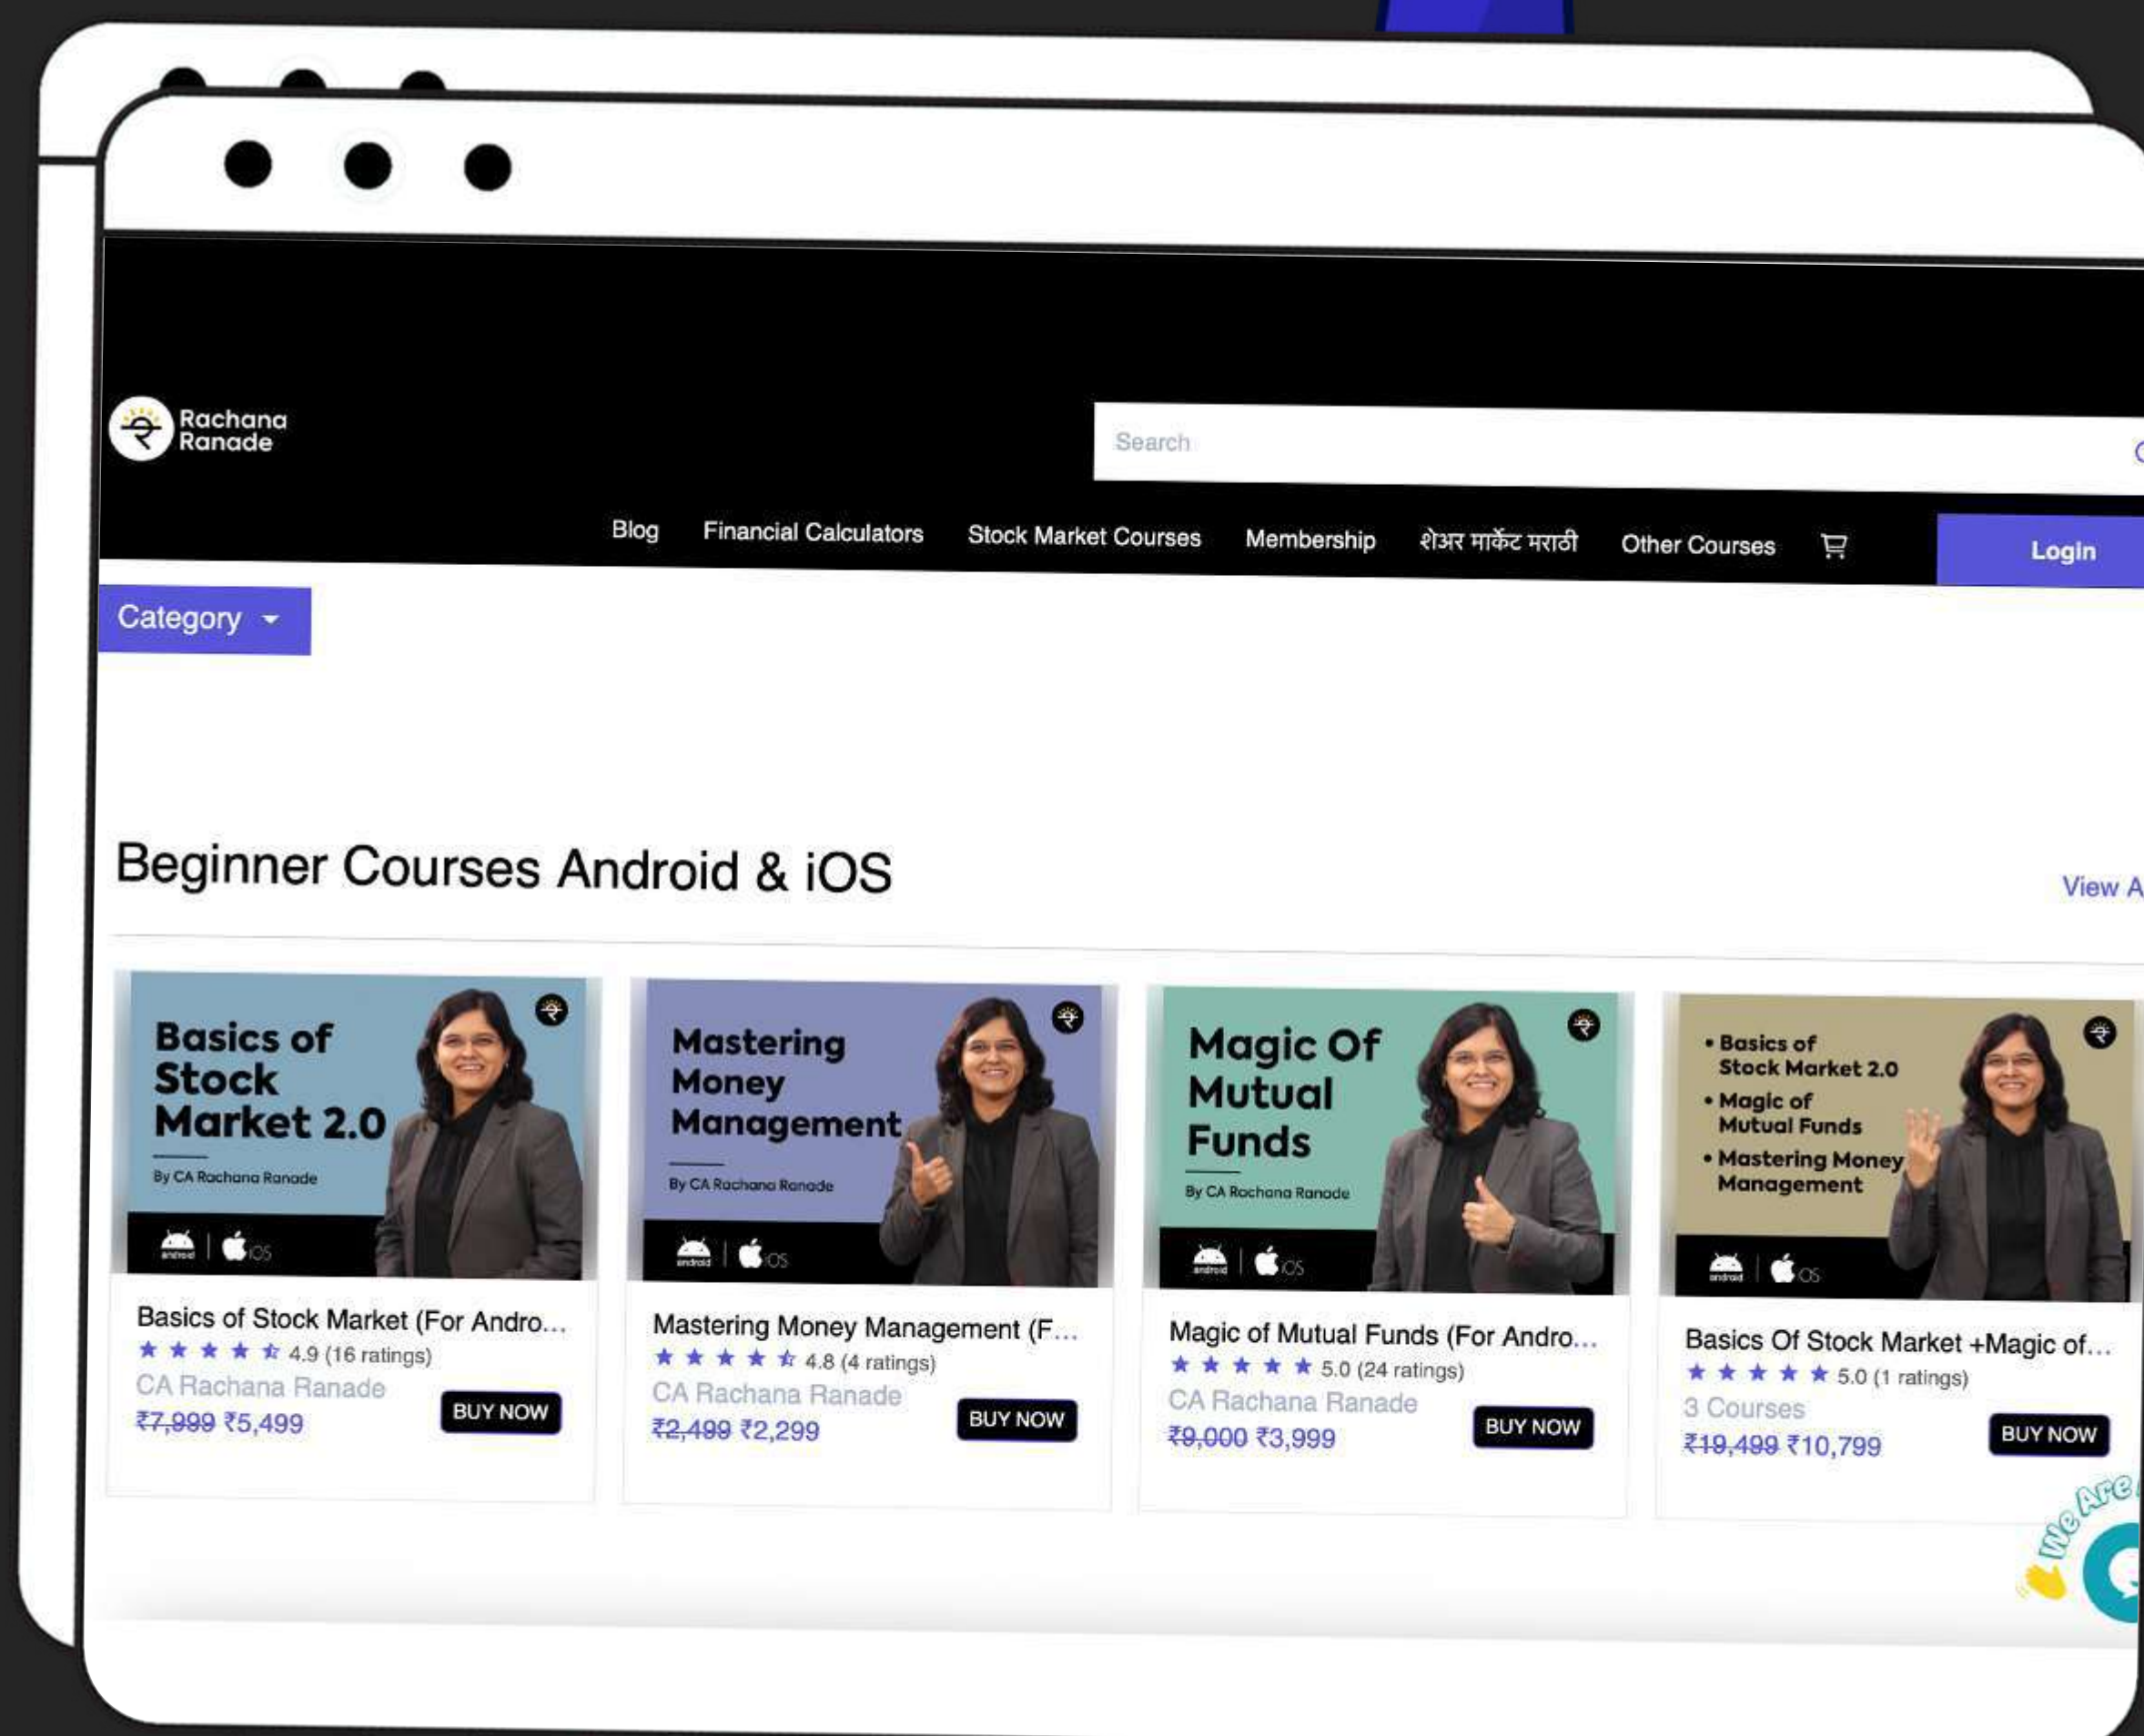 Rachana
Ranade
Search
Blog Financial Calculators Stock Market Courses Membership शेअर मार्केट मराठी Other Courses Login
Category
Beginner Courses Android & iOS
View A
Basics of
Stock
Market 2.0
By CA Rachana Ranade
android iOS
Basics of Stock Market (For Andro...
4.9 (16 ratings)
CA Rachana Ranade
₹7,999 ₹5,499
BUY NOW
Mastering
Money
Management
By CA Rachana Ranade
android iOS
Mastering Money Management (F...
4.8 (4 ratings)
CA Rachana Ranade
₹2,499 ₹2,299
BUY NOW
Magic Of
Mutual
Funds
By CA Rachana Ranade
android iOS
Magic of Mutual Funds (For Andro...
5.0 (24 ratings)
CA Rachana Ranade
₹9,000 ₹3,999
BUY NOW
• Basics of
Stock Market 2.0
• Magic of
Mutual Funds
• Mastering Money
Management
android iOS
Basics Of Stock Market +Magic of...
5.0 (1 ratings)
3 Courses
₹19,499 ₹10,799
BUY NOW
We Are